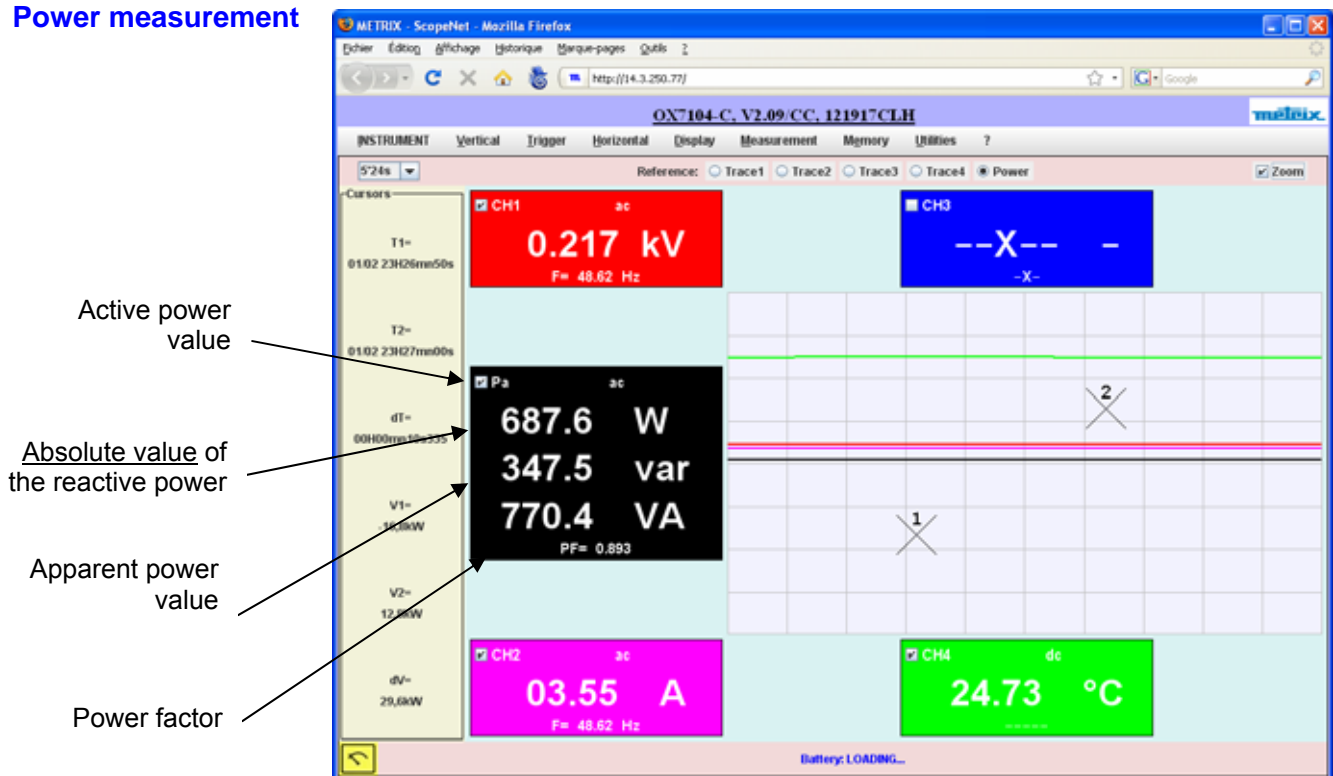 Power measurement
METRIX - ScopeNet - Mozilla Firefox
Fichier Édition Affichage Historique Marque-pages Outils ?
http://14.3.250.77/
Google
OX7104-C, V2.09/CC, 121917CLH
metrix
INSTRUMENT Vertical Trigger Horizontal Display Measurement Memory Utilities ?
5'24s
Reference: Trace1 Trace2 Trace3 Trace4 Power
Zoom
Cursors
T1=
01/02 23H26mn50s
T2=
01/02 23H27mn00s
dT=
00H00mn10s335
V1=
V2=
dV=
29,6kW
CH1 ac
0.217 kV
F= 48.62 Hz
CH3
--X-- -
-X-
Active power
value
Absolute value of
the reactive power
Apparent power
value
Power factor
Pa ac
687.6 W
347.5 var
770.4 VA
PF= 0.893
2
1
CH2 ac
03.55 A
F= 48.62 Hz
CH4 dc
24.73 °C
-----
Battery: LOADING...